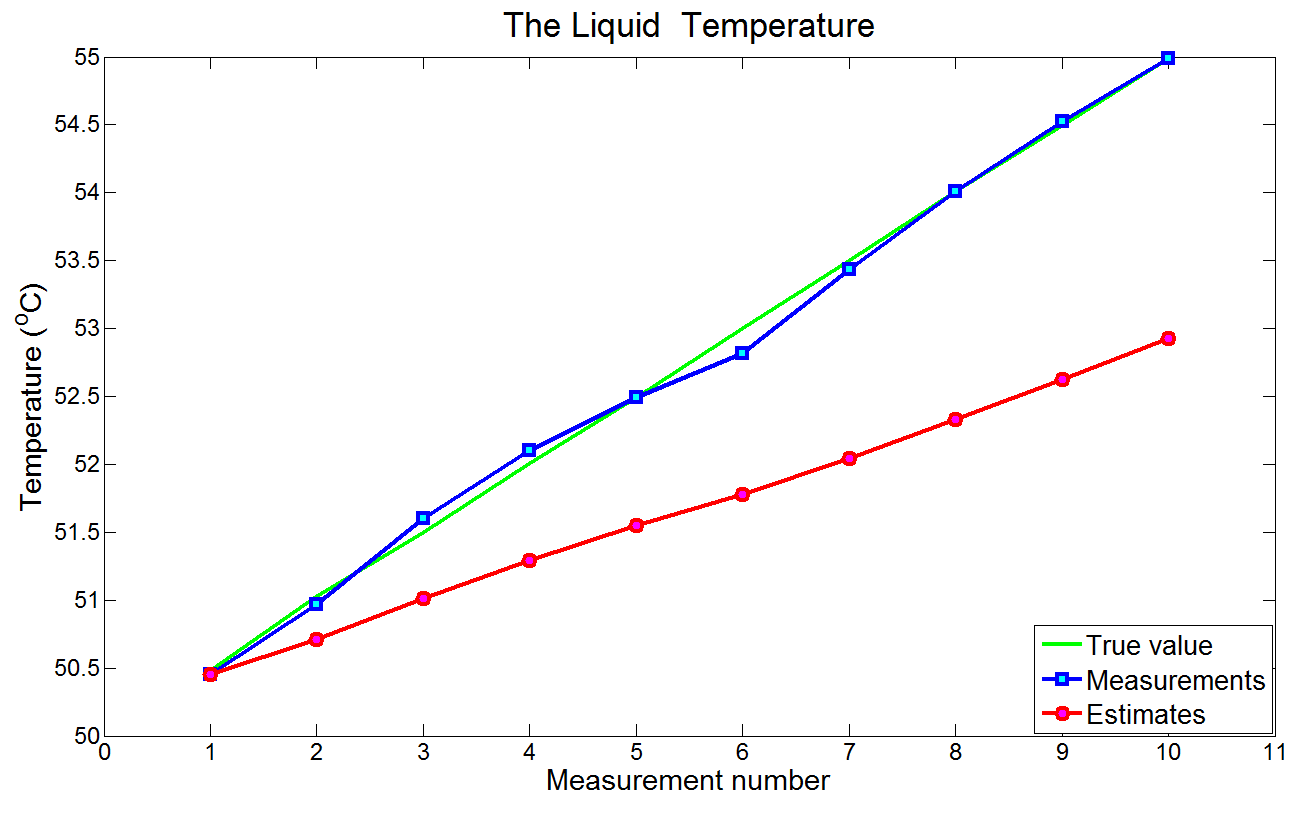 The Liquid  Temperature
Temperature (°C)
55
54.5
54
53.5
53
52.5
52
51.5
51
50.5
50
0 1 2 3 4 5 6 7 8 9 10 11
Measurement number
True value
Measurements
Estimates